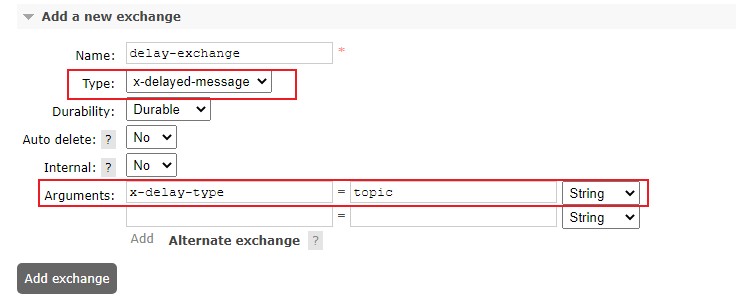 Add a new exchange
Name: delay-exchange *
Type: x-delayed-message
Durability: Durable
Auto delete: ? No
Internal: ? No
Arguments: x-delay-type = topic String
= String
Add Alternate exchange ?
Add exchange